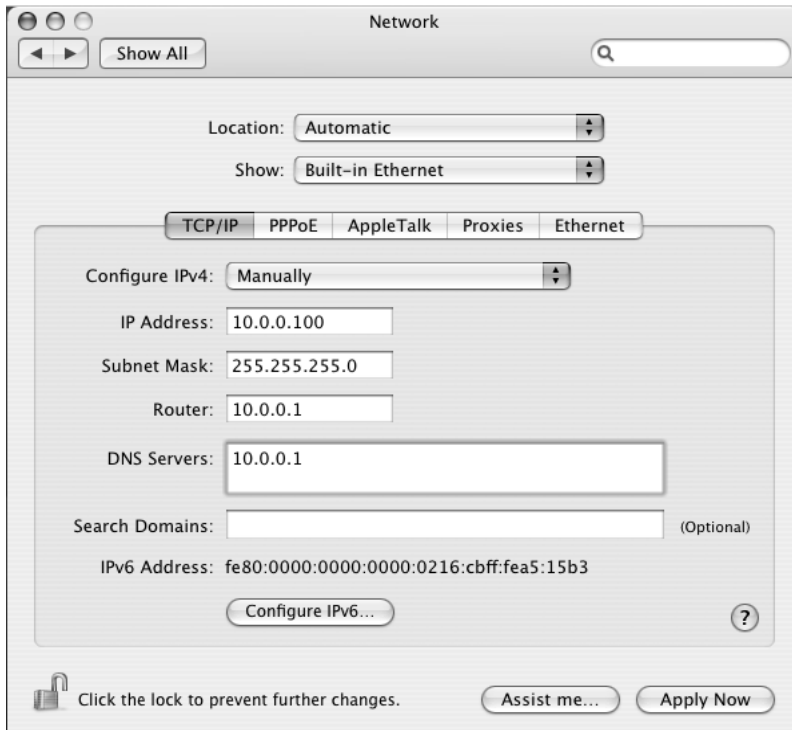 Network
Show All
Location: Automatic
Show: Built-in Ethernet
TCP/IP PPPoE AppleTalk Proxies Ethernet
Configure IPv4: Manually
IP Address: 10.0.0.100
Subnet Mask: 255.255.255.0
Router: 10.0.0.1
DNS Servers: 10.0.0.1
Search Domains: (Optional)
IPv6 Address: fe80:0000:0000:0000:0216:cbff:fea5:15b3
Configure IPv6... ?
Click the lock to prevent further changes. Assist me... Apply Now